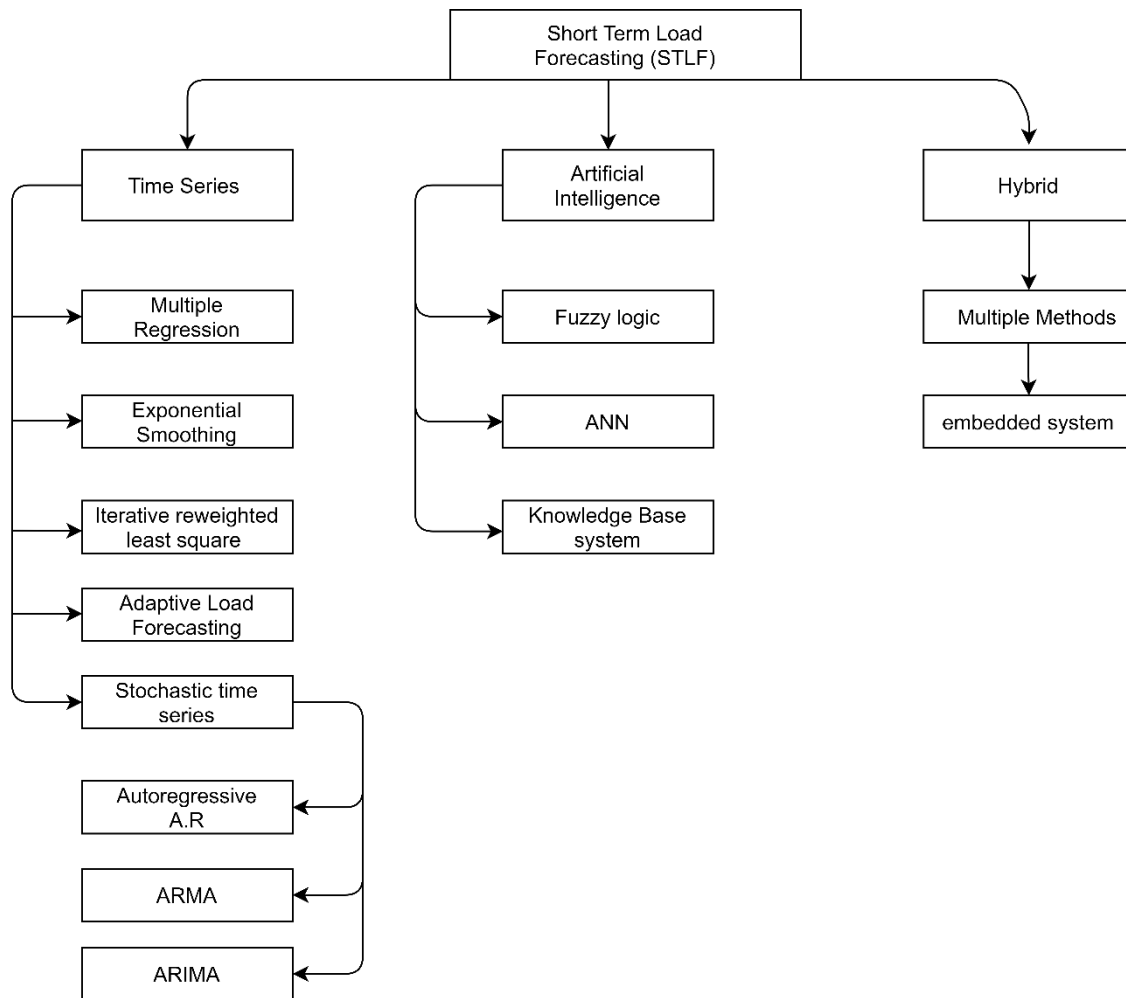 Short Term Load
Forecasting (STLF)
Time Series
Artificial
Intelligence
Hybrid
Multiple
Regression
Fuzzy logic
Multiple Methods
Exponential
Smoothing
ANN
embedded system
Iterative reweighted
least square
Knowledge Base
system
Adaptive Load
Forecasting
Stochastic time
series
Autoregressive
A.R
ARMA
ARIMA